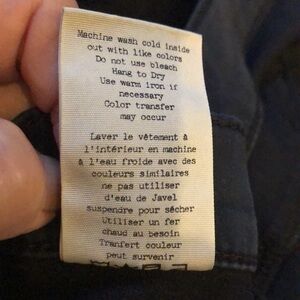 Machine wash cold inside
out with like colors
Do not use bleach
Hang to Dry
Use warm iron if
necessary
Color transfer
may occur
Laver le vêtement à
l'intérieur en machine
à l'eau froide avec des
couleurs similaires
ne pas utiliser
d'eau de Javel
suspendre pour sécher
Utiliser un fer
chaud au besoin
Tranfert couleur
peut survenir